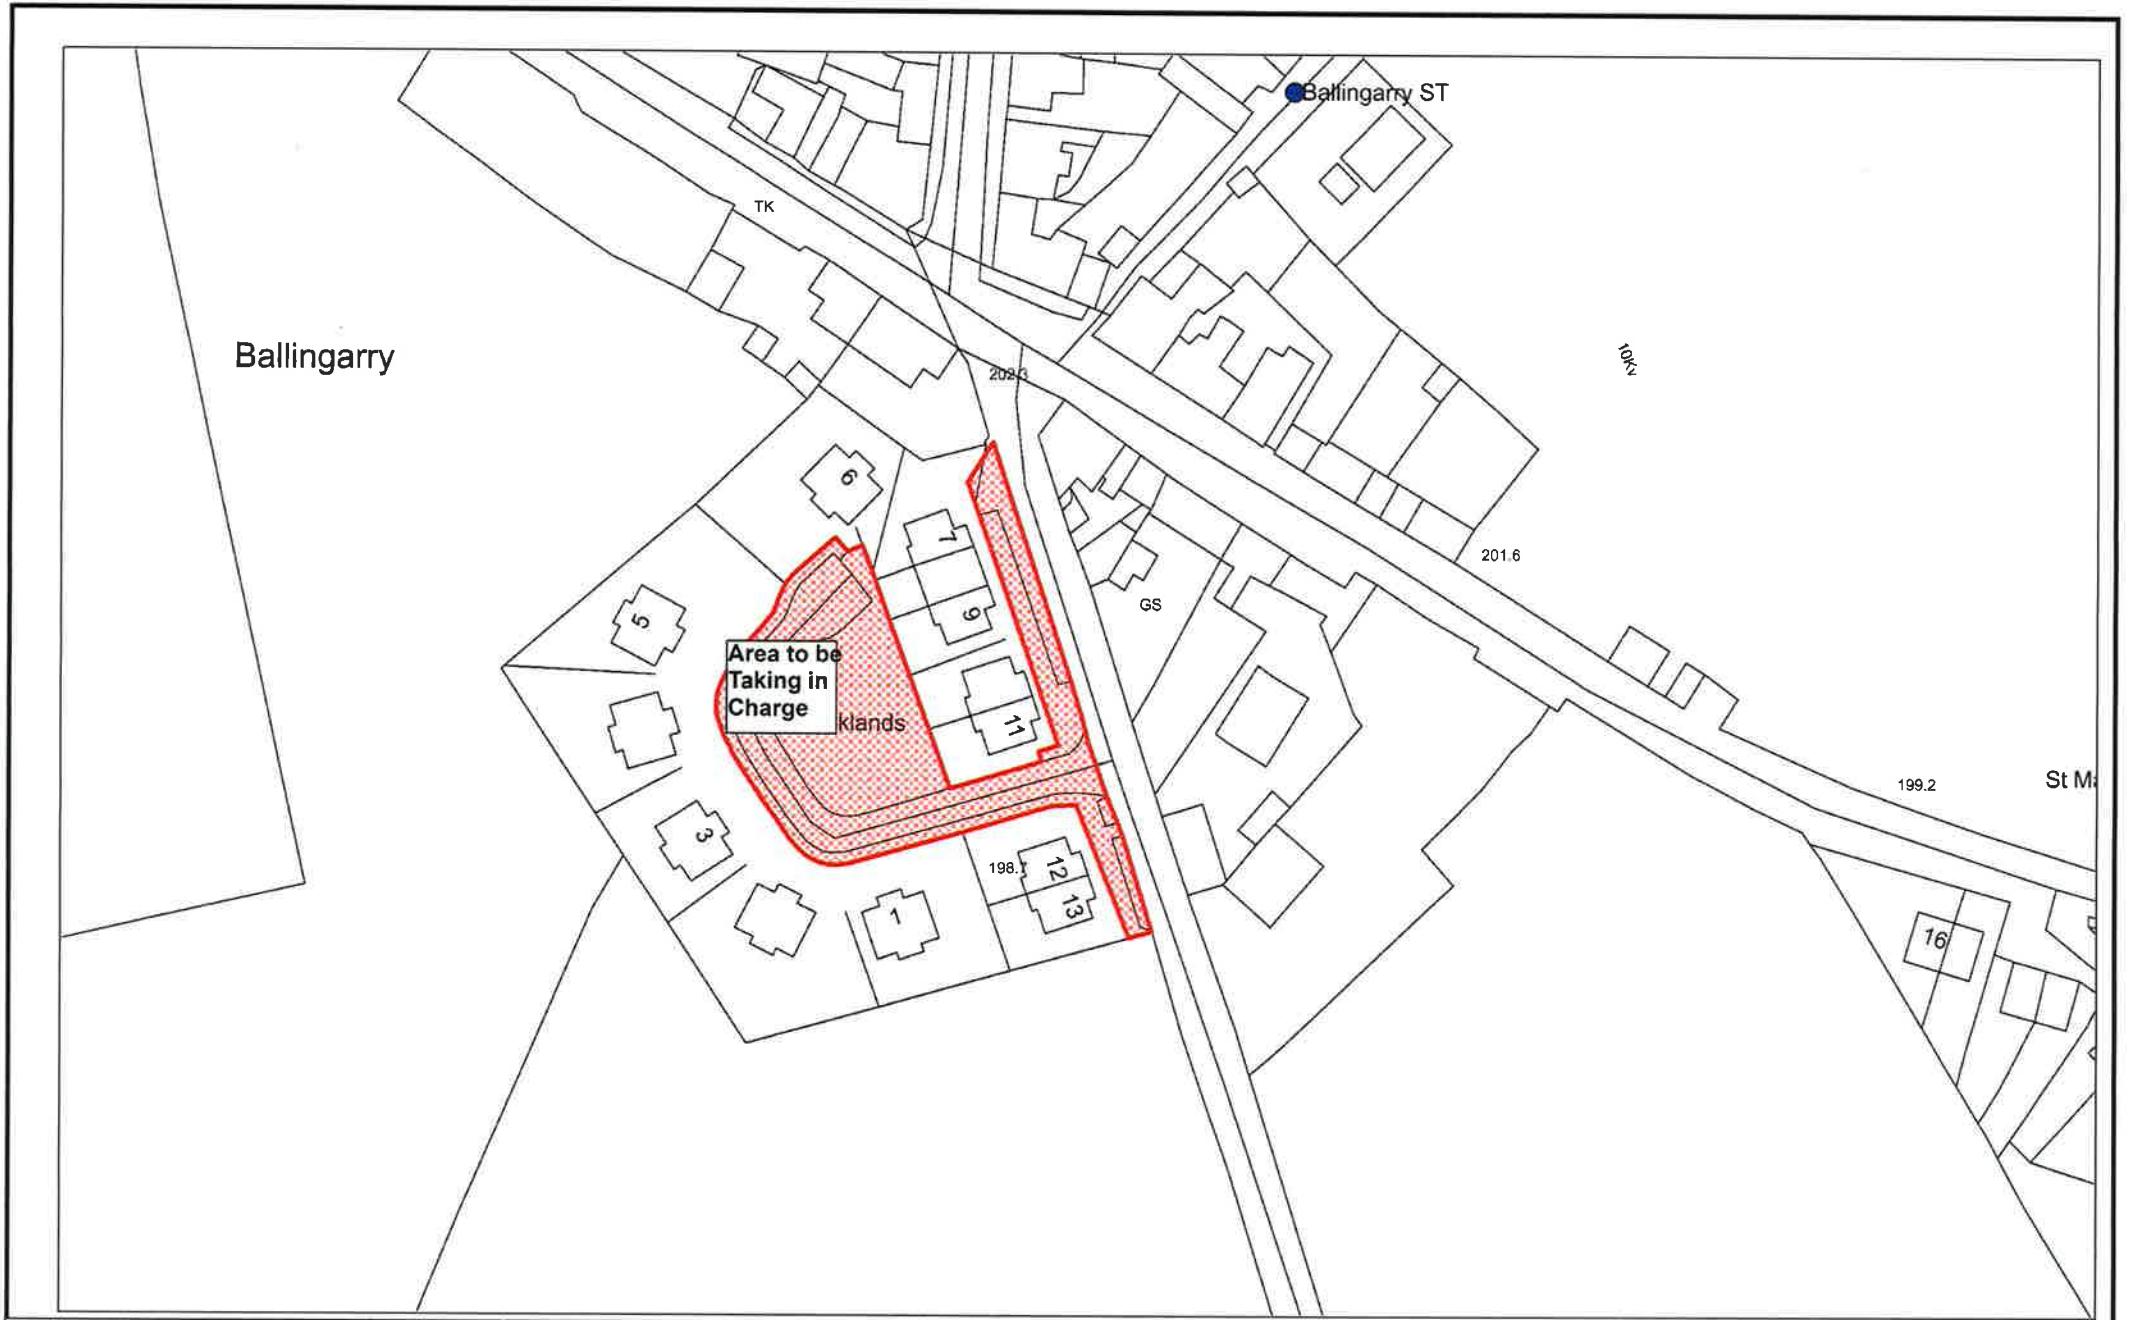 Ballingarry ST
TK
Ballingarry
10Kv
202.3
6
7
201.6
9
GS
5
Area to be
Taking in
Charge
klands
11
199.2
St Ma
3
198.
12
13
1
16